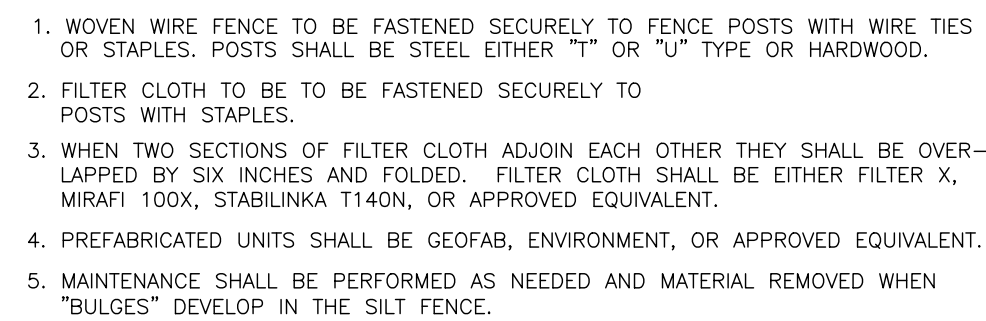 1. WOVEN WIRE FENCE TO BE FASTENED SECURELY TO FENCE POSTS WITH WIRE TIES
OR STAPLES. POSTS SHALL BE STEEL EITHER "T" OR "U" TYPE OR HARDWOOD.
2. FILTER CLOTH TO BE TO BE FASTENED SECURELY TO
POSTS WITH STAPLES.
3. WHEN TWO SECTIONS OF FILTER CLOTH ADJOIN EACH OTHER THEY SHALL BE OVER-
LAPPED BY SIX INCHES AND FOLDED. FILTER CLOTH SHALL BE EITHER FILTER X,
MIRAFI 100X, STABILINKA T140N, OR APPROVED EQUIVALENT.
4. PREFABRICATED UNITS SHALL BE GEOFAB, ENVIRONMENT, OR APPROVED EQUIVALENT.
5. MAINTENANCE SHALL BE PERFORMED AS NEEDED AND MATERIAL REMOVED WHEN
"BULGES" DEVELOP IN THE SILT FENCE.